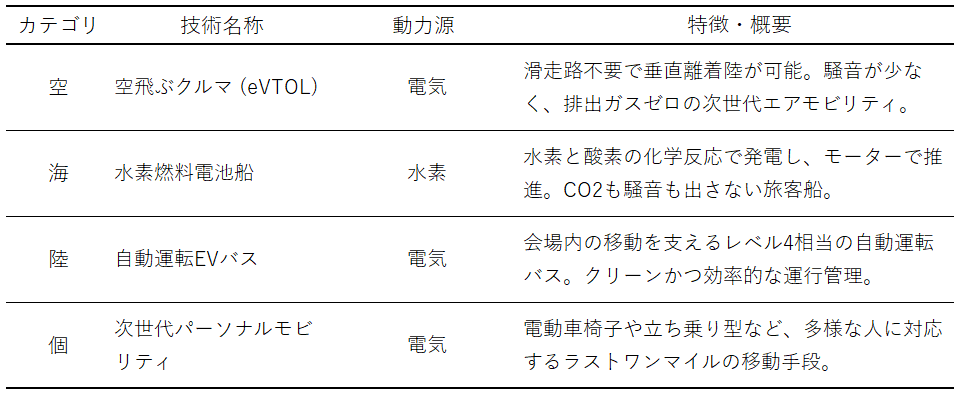 カテゴリ 技術名称 動力源 特徴・概要
空 空飛ぶクルマ (eVTOL) 電気 滑走路不要で垂直離着陸が可能。騒音が少な
く、排出ガスゼロの次世代エアモビリティ。
海 水素燃料電池船 水素 水素と酸素の化学反応で発電し、モーターで推
進。CO2も騒音も出さない旅客船。
陸 自動運転EVバス 電気 会場内の移動を支えるレベル4相当の自動運転
バス。クリーンかつ効率的な運行管理。
個 次世代パーソナルモビ
リティ 電気 電動車椅子や立ち乗り型など、多様な人に対応
するラストワンマイルの移動手段。